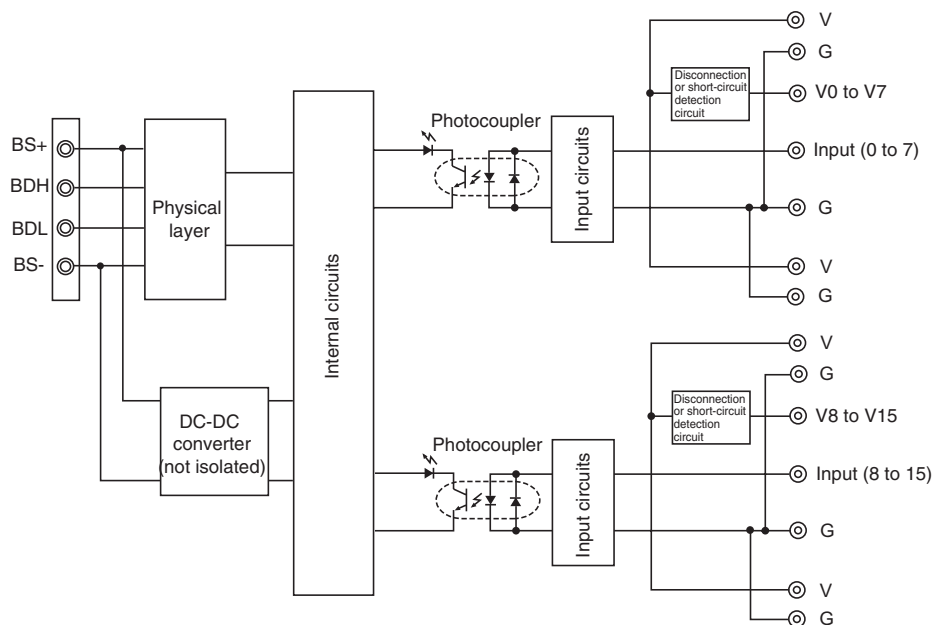 BS+
BDH
BDL
BS-
Physical
layer
DC-DC
converter
(not isolated)
Internal circuits
Photocoupler
Input circuits
V
G
Disconnection
or short-circuit
detection
circuit
V0 to V7
Input (0 to 7)
G
V
G
Photocoupler
Input circuits
V
G
Disconnection
or short-circuit
detection
circuit
V8 to V15
Input (8 to 15)
G
V
G